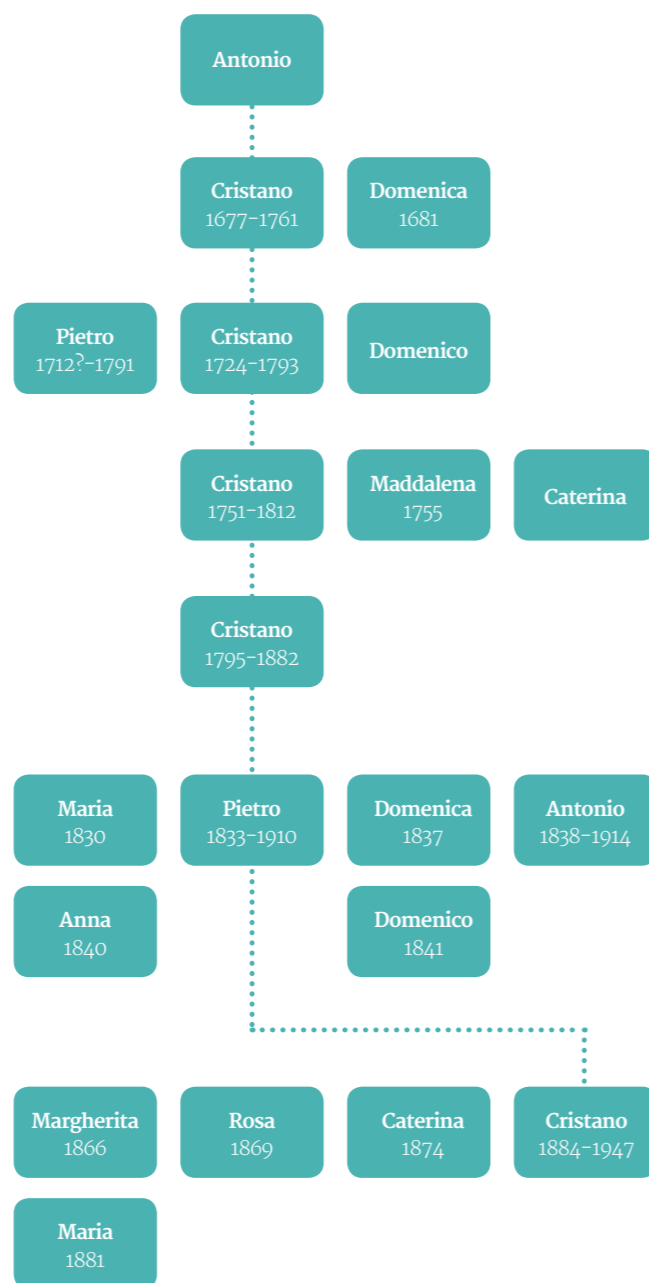 Antonio
Cristano
1677-1761
Domenica
1681
Pietro
1712?-1791
Cristano
1724-1793
Domenico
Cristano
1751-1812
Maddalena
1755
Caterina
Cristano
1795-1882
Maria
1830
Pietro
1833-1910
Domenica
1837
Antonio
1838-1914
Anna
1840
Domenico
1841
Margherita
1866
Rosa
1869
Caterina
1874
Cristano
1884-1947
Maria
1881